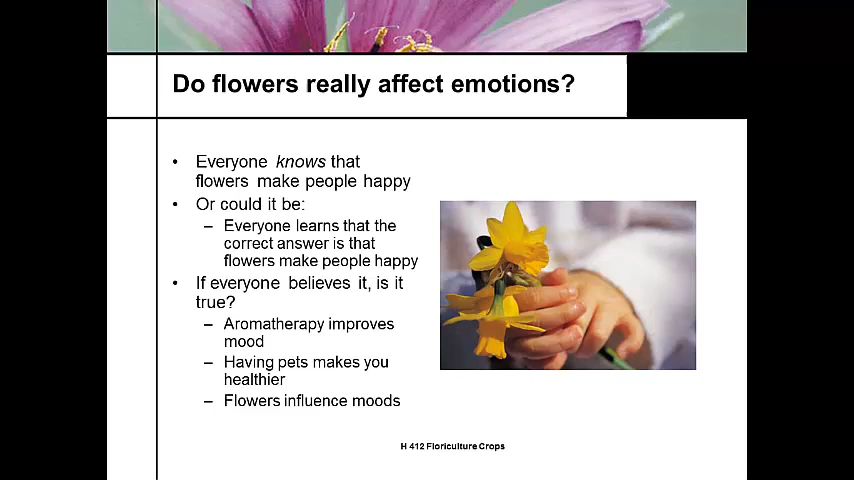 Do flowers really affect emotions?
• Everyone knows that
flowers make people happy
• Or could it be:
– Everyone learns that the
correct answer is that
flowers make people happy
• If everyone believes it, is it
true?
– Aromatherapy improves
mood
– Having pets makes you
healthier
– Flowers influence moods
H 412 Floriculture Crops